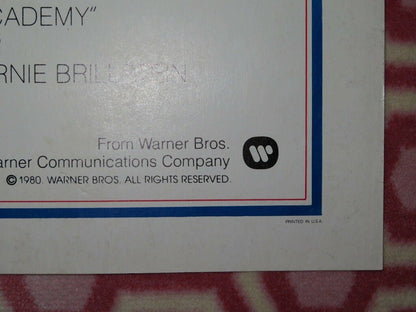 CADEMY"
RNIE BRILLSTEIN
From Warner Bros.
arner Communications Company
© 1980. WARNER BROS. ALL RIGHTS RESERVED.
PRINTED IN U.S.A.